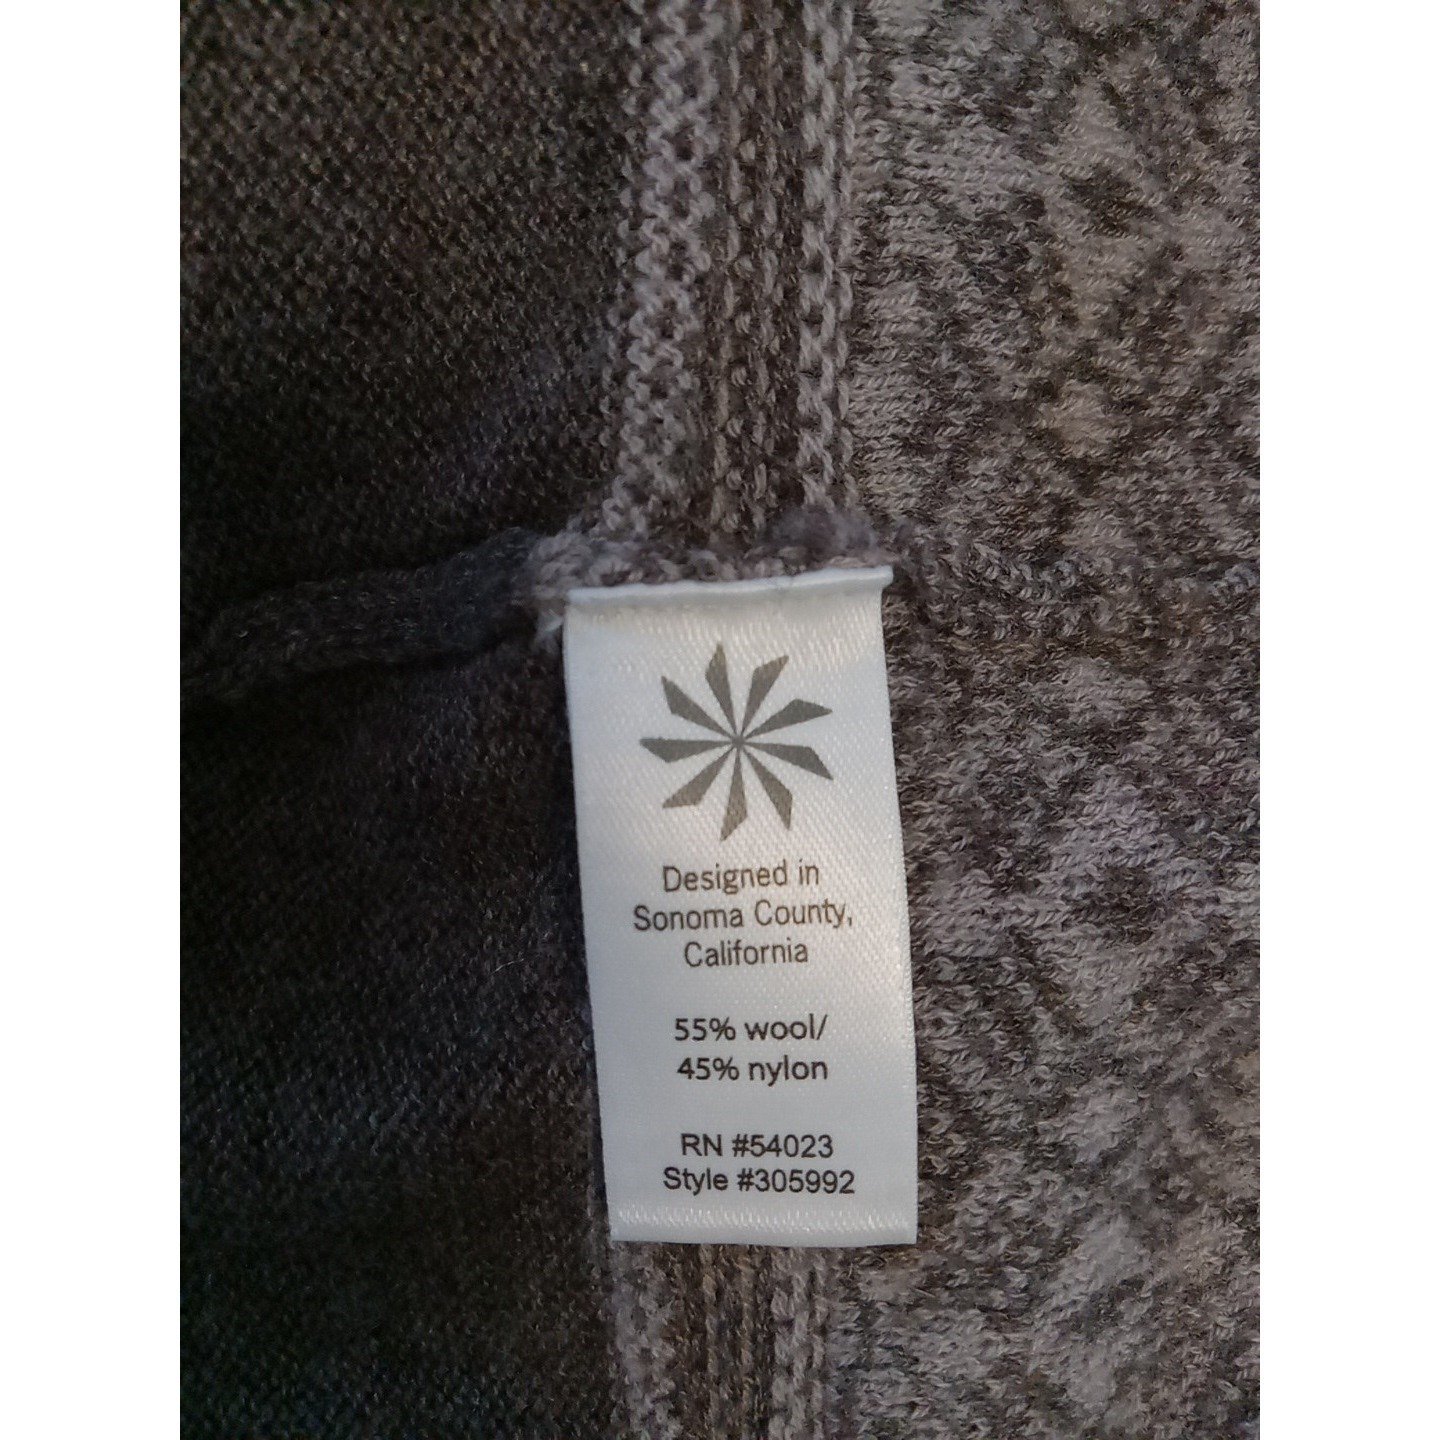 Designed in
Sonoma County,
California
55% wool/
45% nylon
RN #54023
Style #305992